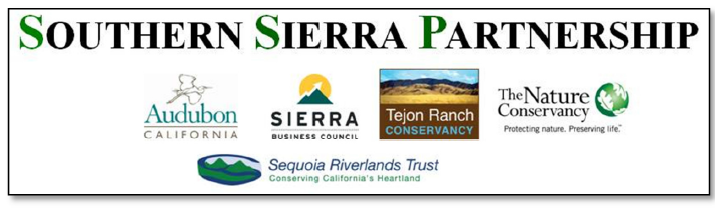 SOUTHERN SIERRA PARTNERSHIP
Audubon
CALIFORNIA
SIERRA
BUSINESS COUNCIL
Tejon Ranch
CONSERVANCY
The Nature
Conservancy
Protecting nature. Preserving life.™
Sequoia Riverlands Trust
Conserving California's Heartland